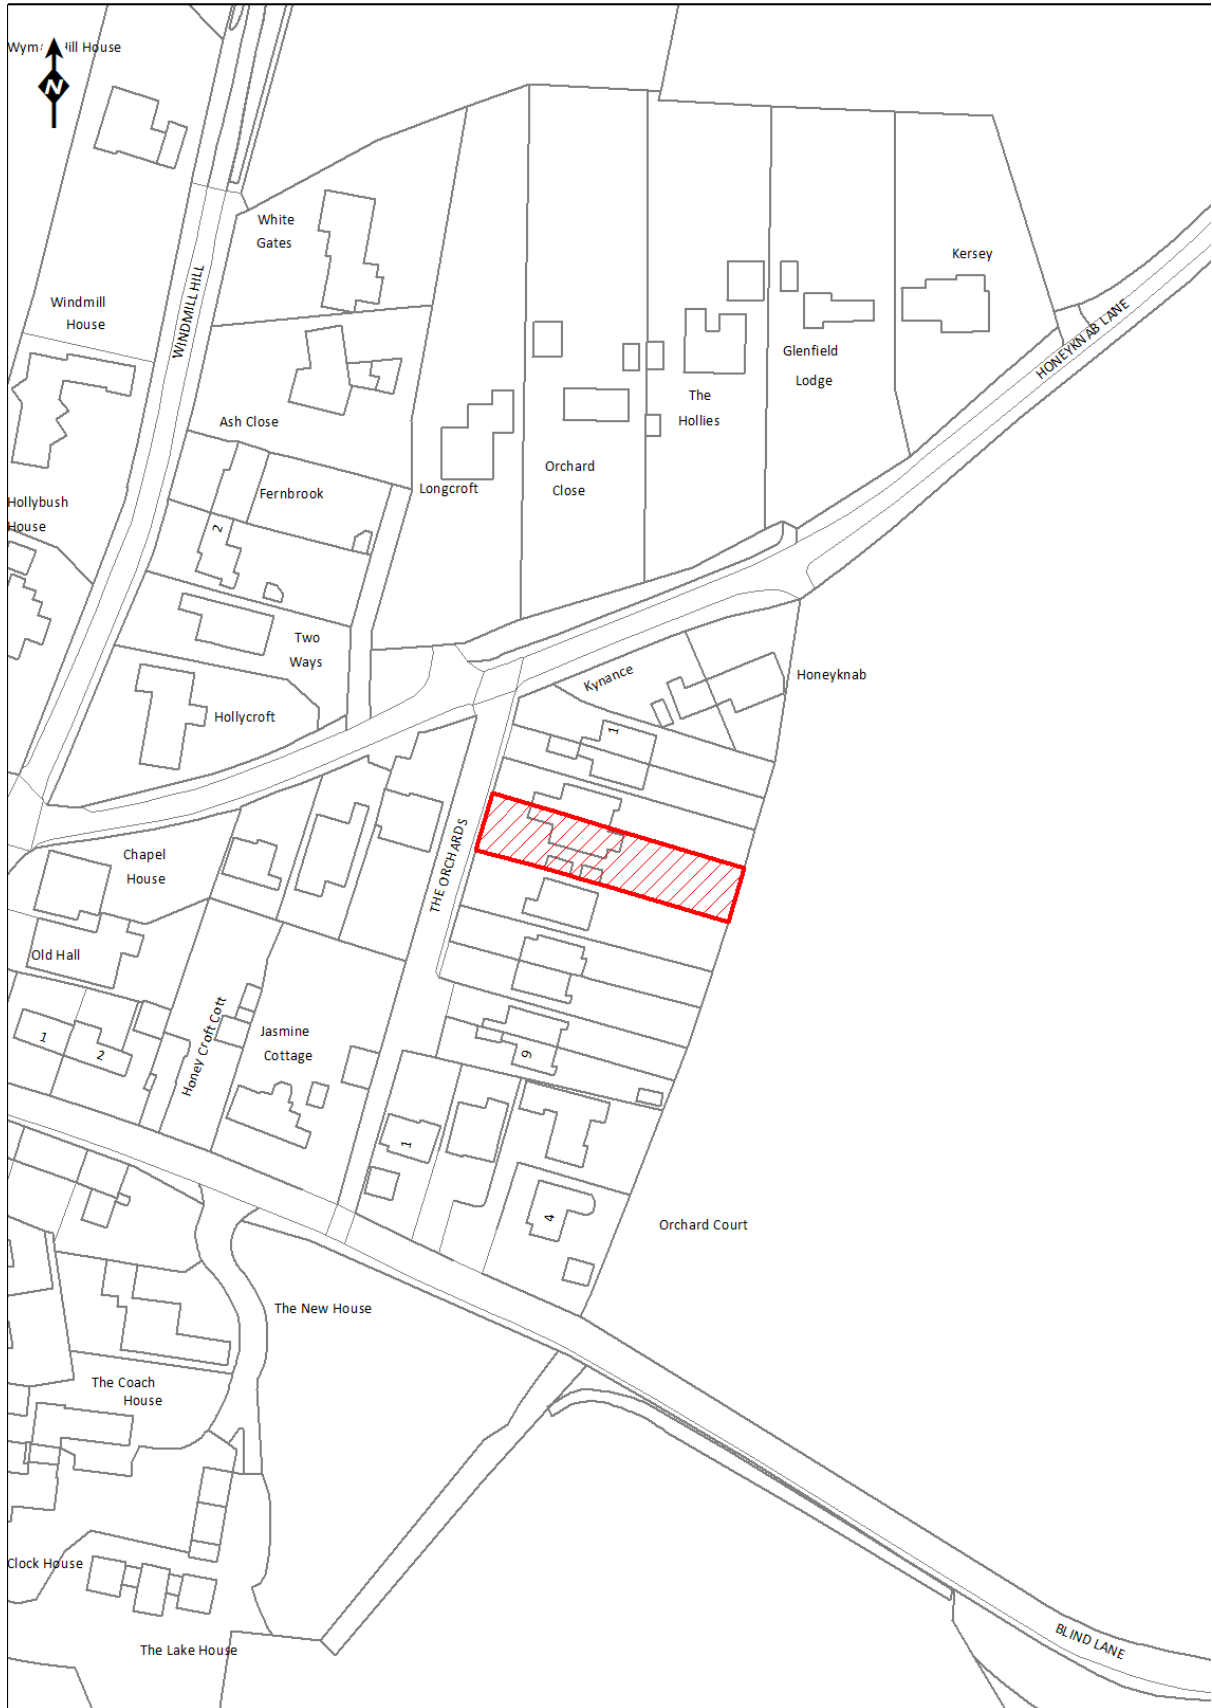 Wym
ill House
N
White
Gates
Kersey
Windmill
House
WINDMILL HILL
HONEYKNAB LANE
Glenfield
Lodge
The
Hollies
Ash Close
Orchard
Close
Longcroft
Fernbrook
Hollybush
House
2
Two
Ways
Kynance
Honeyknab
Hollycroft
1
THE ORCHARDS
Chapel
House
Old Hall
1
2
Honey Croft Cott
Jasmine
Cottage
9
1
4
Orchard Court
The New House
The Coach
House
Clock House
The Lake House
BLIND LANE